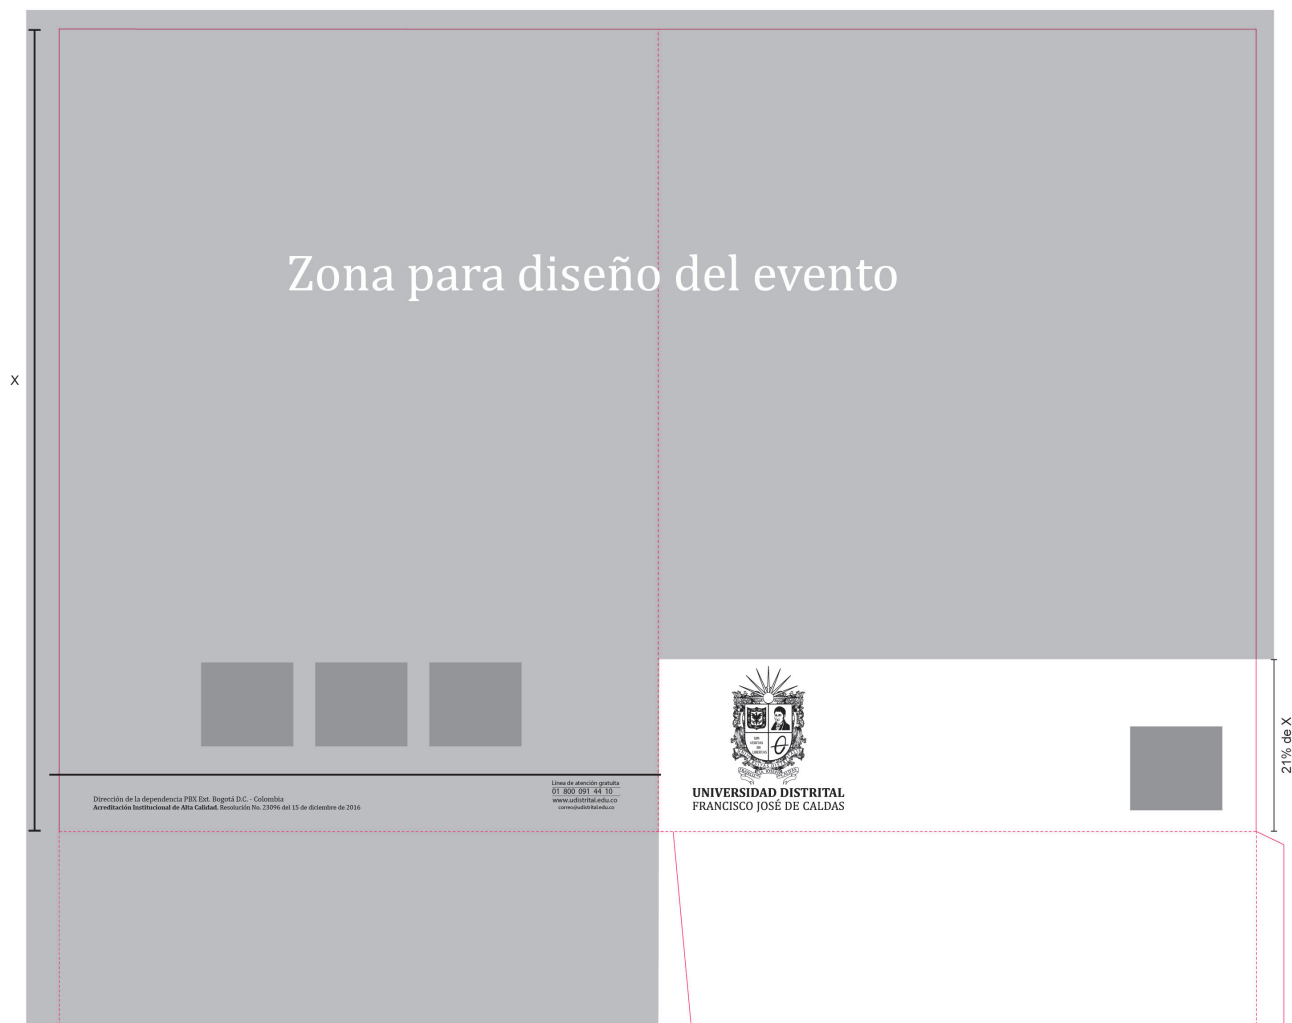 Zona para diseño del evento
X
21% de X
Línea de atención gratuita
01 800 091 44 10
www.udistrital.edu.co
correo@udistrital.edu.co
Dirección de la dependencia PBX Ext. Bogotá D.C. - Colombia
Acreditación Institucional de Alta Calidad. Resolución No. 23096 del 15 de diciembre de 2016
UNIVERSIDAD DISTRITAL
FRANCISCO JOSÉ DE CALDAS